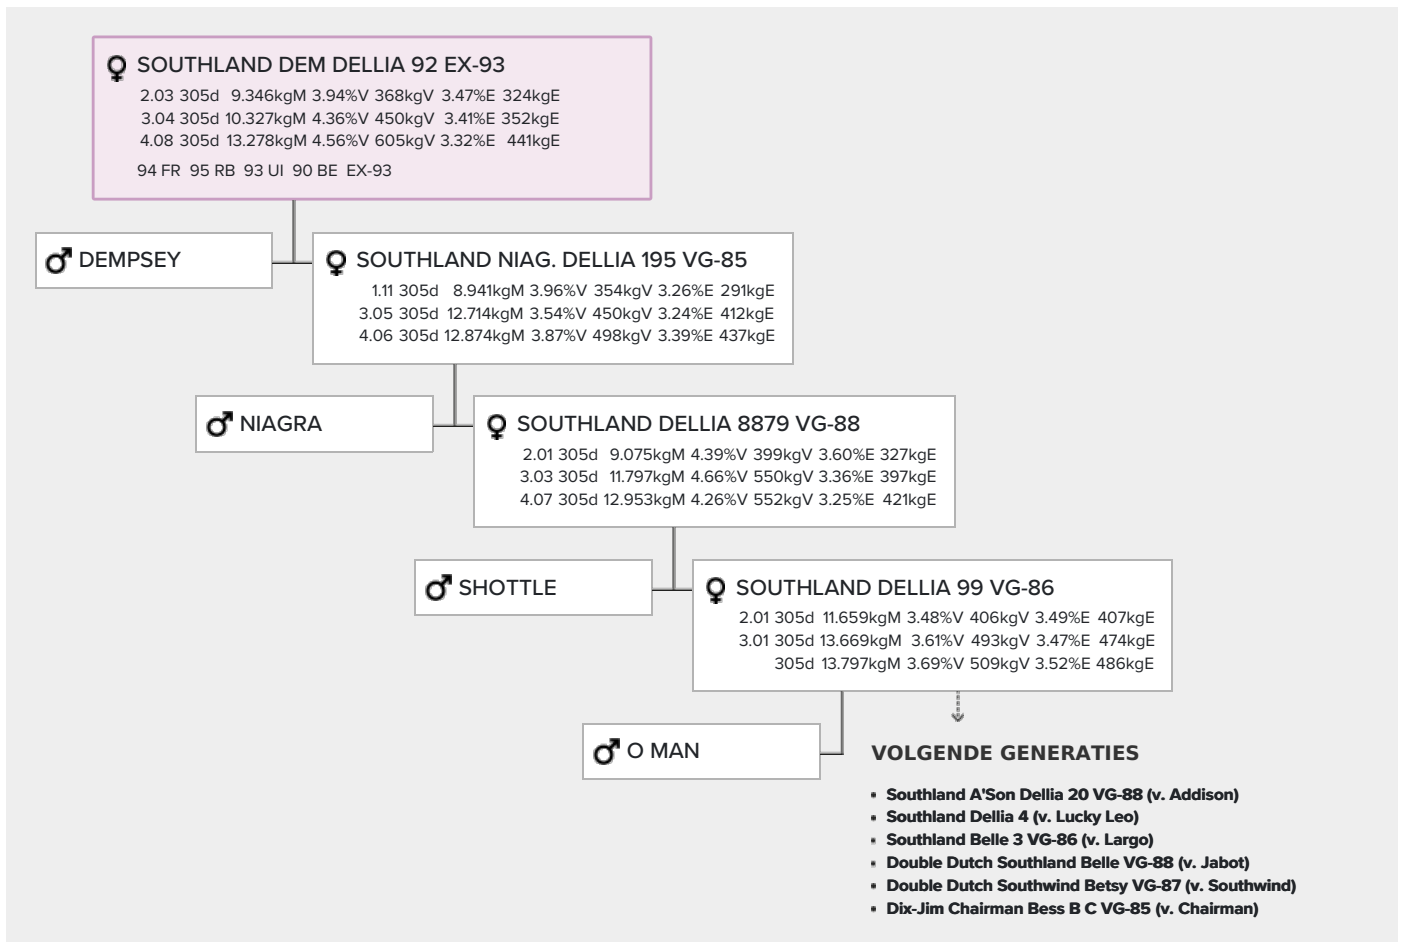 SOUTHLAND DEM DELLIA 92 EX-93
2.03 305d 9.346kgM 3.94%V 368kgV 3.47%E 324kgE
3.04 305d 10.327kgM 4.36%V 450kgV 3.41%E 352kgE
4.08 305d 13.278kgM 4.56%V 605kgV 3.32%E 441kgE
94 FR 95 RB 93 UI 90 BE EX-93
DEMPSEY
SOUTHLAND NIAG. DELLIA 195 VG-85
1.11 305d 8.941kgM 3.96%V 354kgV 3.26%E 291kgE
3.05 305d 12.714kgM 3.54%V 450kgV 3.24%E 412kgE
4.06 305d 12.874kgM 3.87%V 498kgV 3.39%E 437kgE
NIAGRA
SOUTHLAND DELLIA 8879 VG-88
2.01 305d 9.075kgM 4.39%V 399kgV 3.60%E 327kgE
3.03 305d 11.797kgM 4.66%V 550kgV 3.36%E 397kgE
4.07 305d 12.953kgM 4.26%V 552kgV 3.25%E 421kgE
SHOTTLE
SOUTHLAND DELLIA 99 VG-86
2.01 305d 11.659kgM 3.48%V 406kgV 3.49%E 407kgE
3.01 305d 13.669kgM 3.61%V 493kgV 3.47%E 474kgE
305d 13.797kgM 3.69%V 509kgV 3.52%E 486kgE
O MAN
VOLGENDE GENERATIES
• Southland A'Son Dellia 20 VG-88 (v. Addison)
• Southland Dellia 4 (v. Lucky Leo)
• Southland Belle 3 VG-86 (v. Largo)
• Double Dutch Southland Belle VG-88 (v. Jabot)
• Double Dutch Southwind Betsy VG-87 (v. Southwind)
• Dix-Jim Chairman Bess B C VG-85 (v. Chairman)